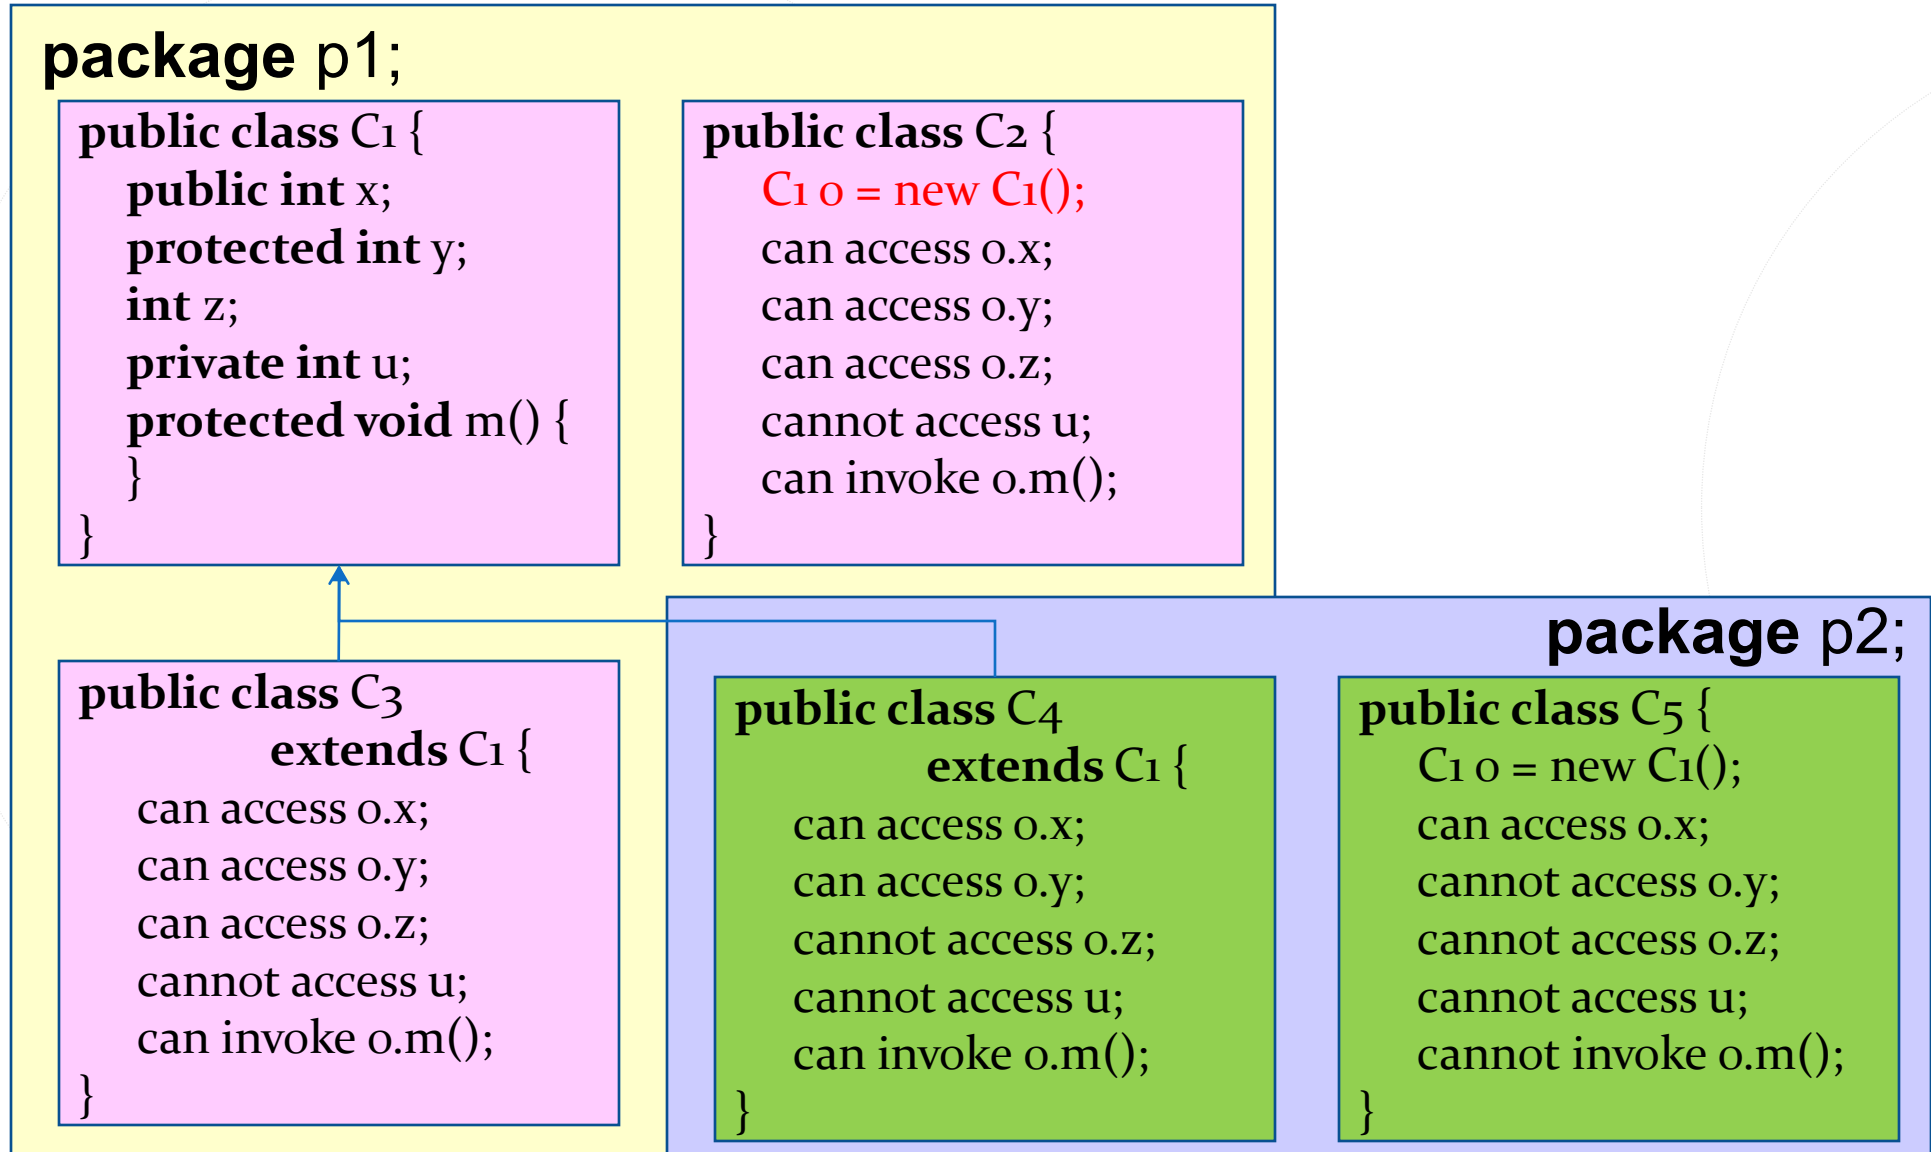 package p1;
public class C1 {
public int x;
protected int y;
int z;
private int u;
protected void m() {
}
}
public class C2 {
C1 o = new C1();
can access o.x;
can access o.y;
can access o.z;
cannot access u;
can invoke o.m();
}
public class C3
extends C1 {
can access o.x;
can access o.y;
can access o.z;
cannot access u;
can invoke o.m();
}
package p2;
public class C4
extends C1 {
can access o.x;
can access o.y;
cannot access o.z;
cannot access u;
can invoke o.m();
}
public class C5 {
C1 o = new C1();
can access o.x;
cannot access o.y;
cannot access o.z;
cannot access u;
cannot invoke o.m();
}